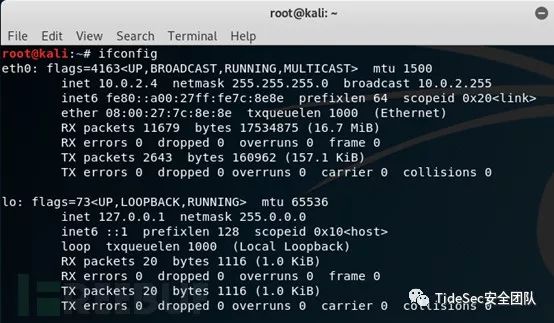 root@kali: ~
File Edit View Search Terminal Help
root@kali:~# ifconfig
eth0: flags=4163<UP,BROADCAST,RUNNING,MULTICAST>  mtu 1500
        inet 10.0.2.4  netmask 255.255.255.0  broadcast 10.0.2.255
        inet6 fe80::a00:27ff:fe7c:8e8e  prefixlen 64  scopeid 0x20<link>
        ether 08:00:27:7c:8e:8e  txqueuelen 1000  (Ethernet)
        RX packets 11679  bytes 17534875 (16.7 MiB)
        RX errors 0  dropped 0  overruns 0  frame 0
        TX packets 2643  bytes 160962 (157.1 KiB)
        TX errors 0  dropped 0 overruns 0  carrier 0  collisions 0
lo: flags=73<UP,LOOPBACK,RUNNING>  mtu 65536
        inet 127.0.0.1  netmask 255.0.0.0
        inet6 ::1  prefixlen 128  scopeid 0x10<host>
        loop  txqueuelen 1000  (Local Loopback)
        RX packets 20  bytes 1116 (1.0 KiB)
        RX errors 0  dropped 0  overruns 0  frame 0
        TX packets 20  bytes 1116 (1.0 KiB)
        TX errors 0  dropped 0 overruns 0  carrier 0  collisions 0
TideSec安全团队